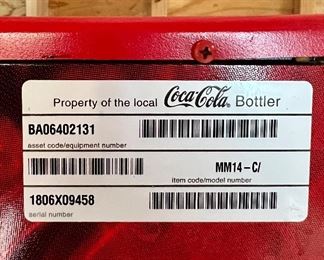 Property of the local Coca-Cola Bottler
BA06402131
asset code/equipment number
MM14-C/
item code/model number
1806X09458
serial number